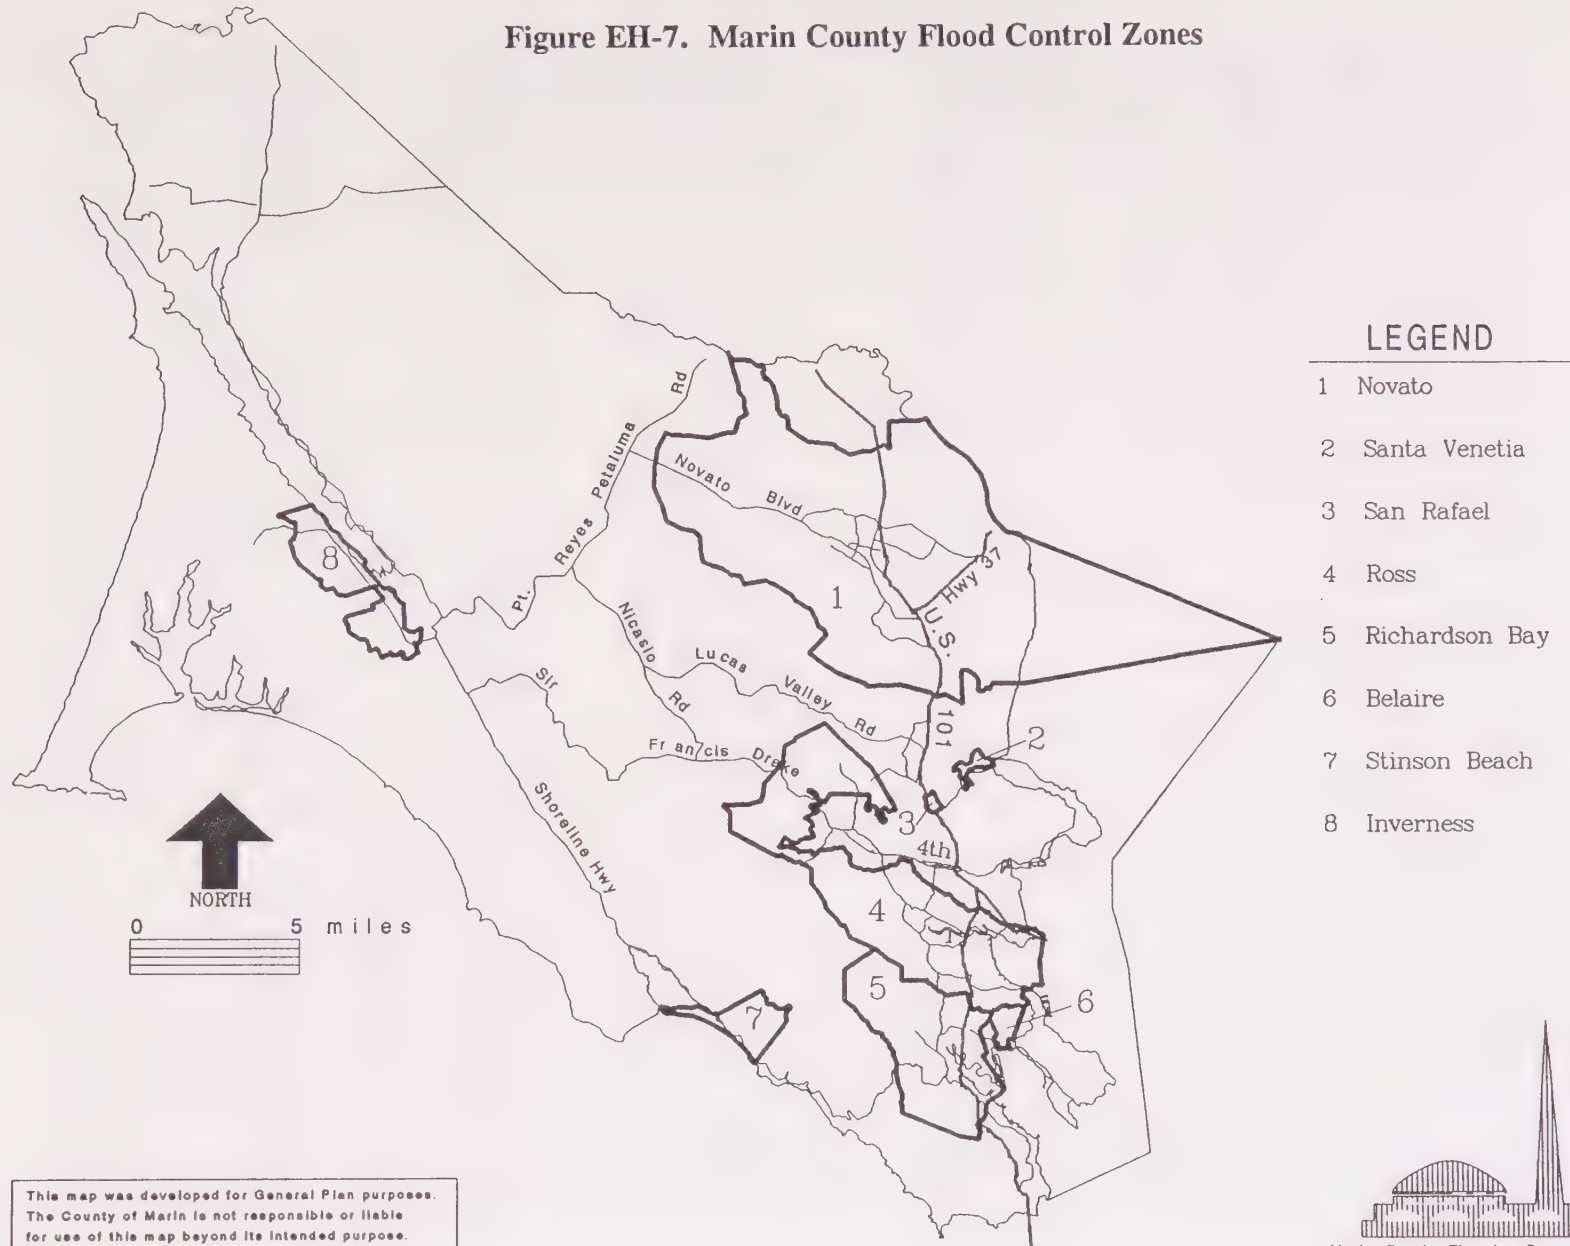 Figure EH-7. Marin County Flood Control Zones
LEGEND
1 Novato
2 Santa Venetia
3 San Rafael
4 Ross
5 Richardson Bay
6 Belaire
7 Stinson Beach
8 Inverness
Pt. Reyes Petaluma Rd
Novato Blvd
Hwy 37
U.S. 101
Nicasio Rd
Lucas Valley Rd
Sir Francis Drake
Shoreline Hwy
4th
1
2
3
4
5
6
7
8
NORTH
0 5 miles
This map was developed for General Plan purposes.
The County of Marin is not responsible or liable
for use of this map beyond its intended purpose.